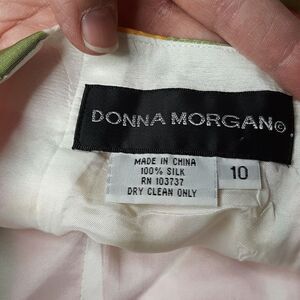 DONNA MORGAN©
MADE IN CHINA
100% SILK
RN 103737
DRY CLEAN ONLY
10